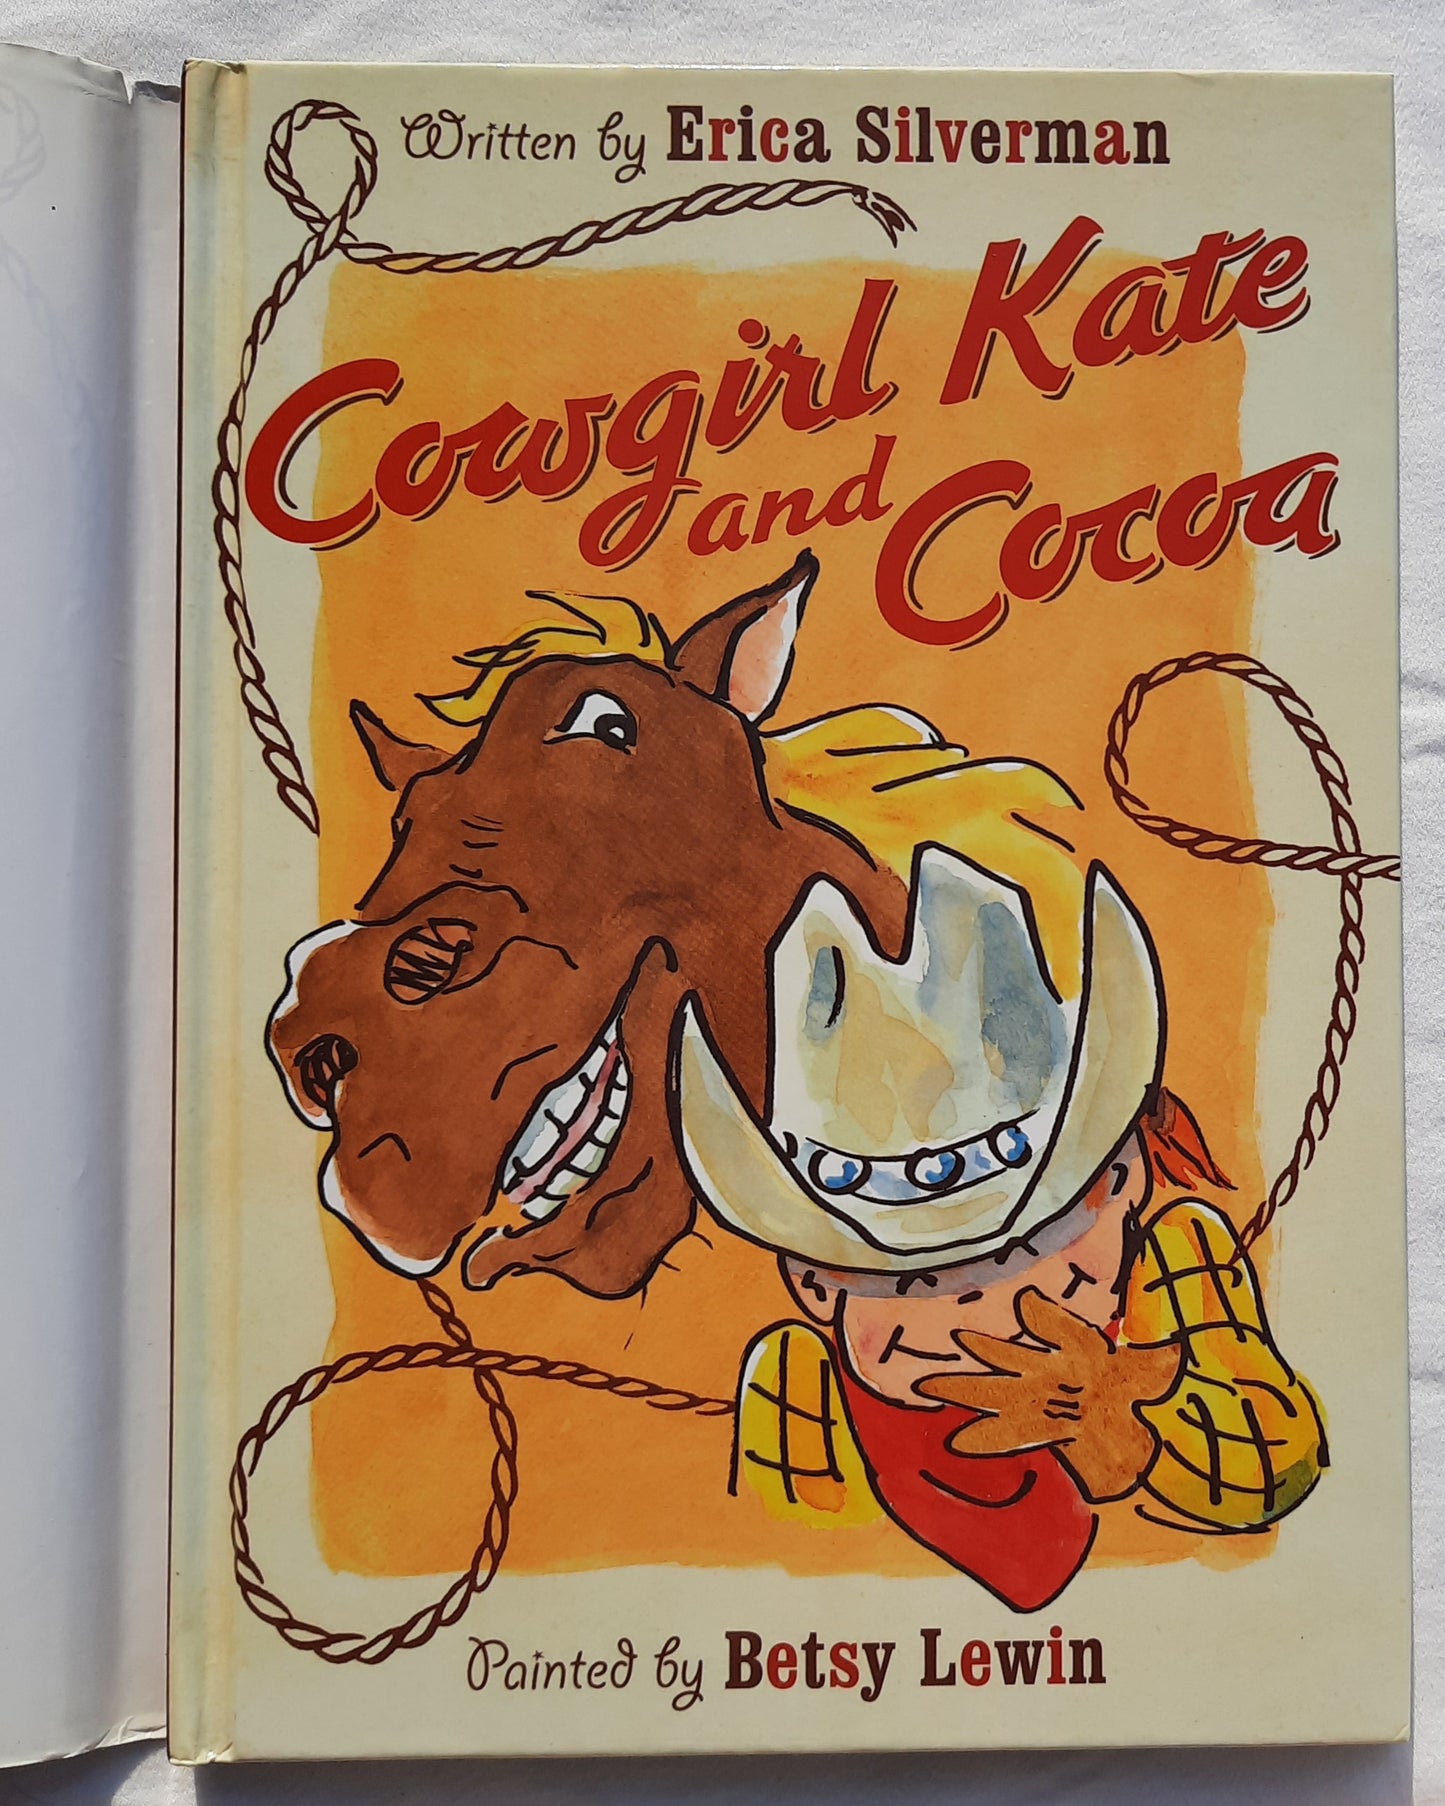 Written by Erica Silverman
Cowgirl Kate
and Cocoa
Painted by Betsy Lewin